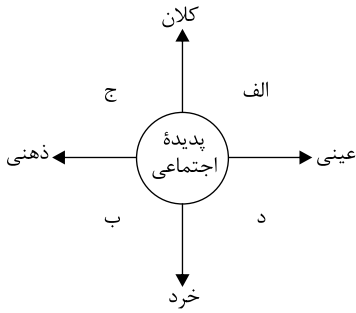 کلان
الف
ج
پدیدهٔ
اجتماعی
عینی
ذهنی
د
ب
خرد